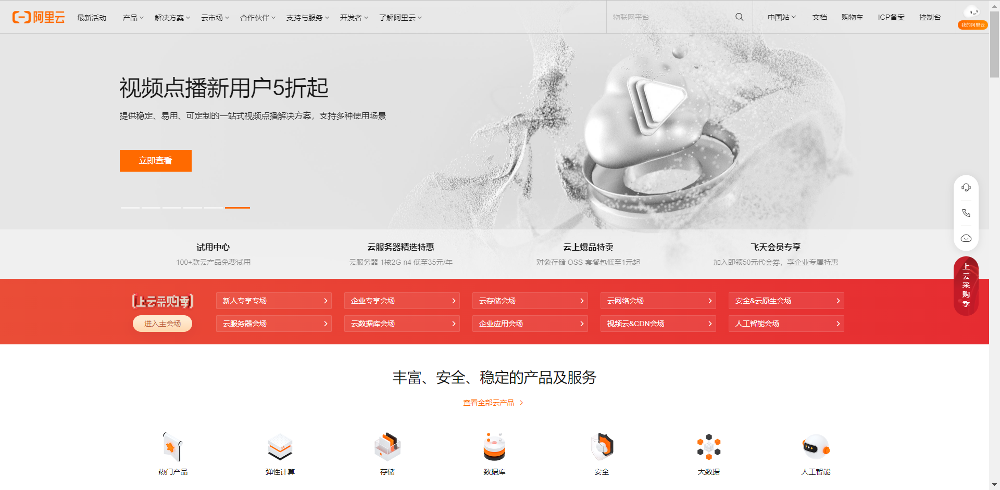 阿里云
最新活动
产品
解决方案
云市场
合作伙伴
支持与服务
开发者
了解阿里云
物联网平台
中国站
文档
购物车
ICP备案
控制台
我的阿里云
视频点播新用户5折起
提供稳定、易用、可定制的一站式视频点播解决方案，支持多种使用场景
立即查看
试用中心
云服务器精选特惠
云上爆品特卖
飞天会员专享
100+款云产品免费试用
云服务器 1核2G n4 低至35元/年
对象存储 OSS 套餐包低至1元起
加入即领50元代金券，享企业专属特惠
上云采购季
上云采购季
新人专享专场
企业专享会场
云存储会场
云网络会场
安全&云原生会场
进入主会场
云服务器会场
云数据库会场
企业应用会场
视频云&CDN会场
人工智能会场
丰富、安全、稳定的产品及服务
查看全部云产品
热门产品
弹性计算
存储
数据库
安全
大数据
人工智能